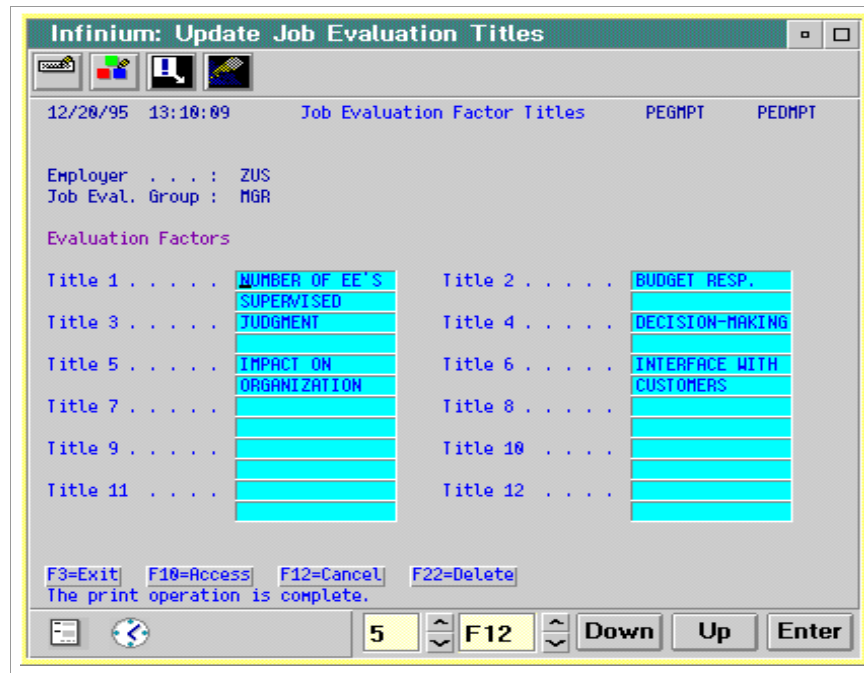 Infinium: Update Job Evaluation Titles
12/20/95 13:10:09 Job Evaluation Factor Titles PEGMPT PEDMPT
Employer . . . : ZUS
Job Eval. Group : MGR
Evaluation Factors
Title 1 . . . . . NUMBER OF EE'S Title 2 . . . . . BUDGET RESP.
SUPERVISED
Title 3 . . . . . JUDGMENT Title 4 . . . . . DECISION-MAKING
Title 5 . . . . . IMPACT ON Title 6 . . . . . INTERFACE WITH
ORGANIZATION CUSTOMERS
Title 7 . . . . . Title 8 . . . . .
Title 9 . . . . . Title 10 . . . .
Title 11 . . . . Title 12 . . . .
F3=Exit F10=Access F12=Cancel F22=Delete
The print operation is complete.
5 F12 Down Up Enter